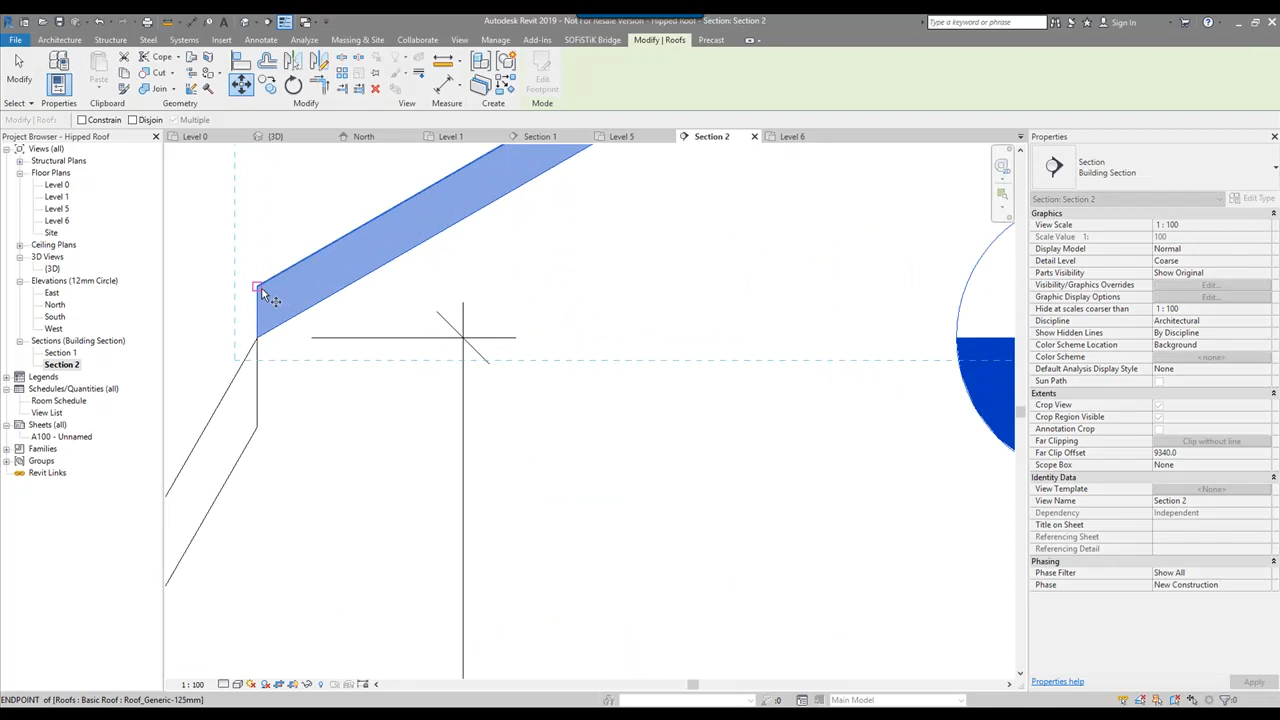 Autodesk Revit 2019 - Not For Resale Version - Hipped Roof - Section: Section 2
Type a keyword or phrase
Sign In
File Architecture Structure Steel Systems Insert Annotate Analyze Massing & Site Collaborate View Manage Add-Ins SOFiSTiK Bridge Modify | Roofs Precast
Modify
Paste
Cope
Cut
Join
Edit
Footprint
Select Properties Clipboard Geometry Modify View Measure Create Mode
Modify | Roofs Constrain Disjoin Multiple
Project Browser - Hipped Roof
Level 0 {3D} North Level 1 Section 1 Level 5 Section 2 Level 6
Views (all)
Structural Plans
Floor Plans
Level 0
Level 1
Level 5
Level 6
Site
Ceiling Plans
3D Views
{3D}
Elevations (12mm Circle)
East
North
South
West
Sections (Building Section)
Section 1
Section 2
Legends
Schedules/Quantities (all)
Room Schedule
View List
Sheets (all)
A100 - Unnamed
Families
Groups
Revit Links
Properties
Section
Building Section
Section: Section 2 Edit Type
Graphics
View Scale 1 : 100
Scale Value 1: 100
Display Model Normal
Detail Level Coarse
Parts Visibility Show Original
Visibility/Graphics Overrides Edit...
Graphic Display Options Edit...
Hide at scales coarser than 1 : 100
Discipline Architectural
Show Hidden Lines By Discipline
Color Scheme Location Background
Color Scheme <none>
Default Analysis Display Style None
Sun Path
Extents
Crop View
Crop Region Visible
Annotation Crop
Far Clipping Clip without line
Far Clip Offset 9340.0
Scope Box None
Identity Data
View Template <None>
View Name Section 2
Dependency Independent
Title on Sheet
Referencing Sheet
Referencing Detail
Phasing
Phase Filter Show All
Phase New Construction
Properties help Apply
1 : 100
ENDPOINT of [Roofs : Basic Roof : Roof_Generic-125mm]
:0 Main Model :0